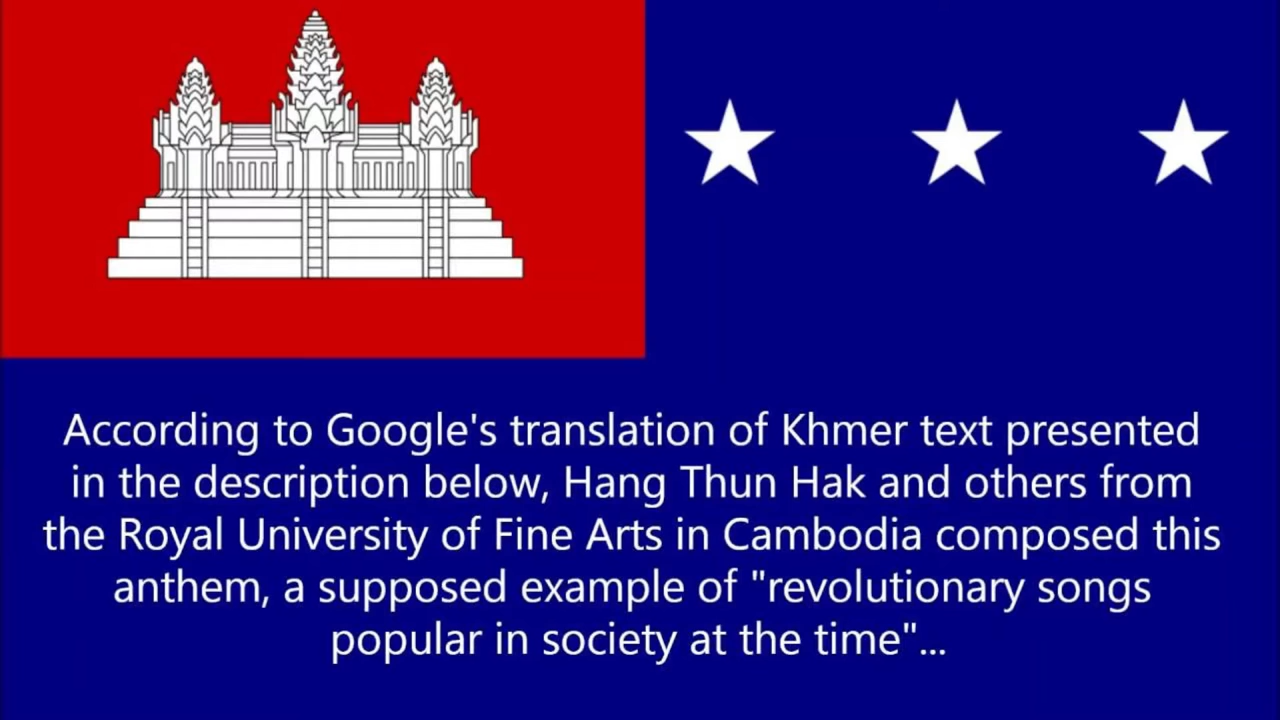 According to Google's translation of Khmer text presented
in the description below, Hang Thun Hak and others from
the Royal University of Fine Arts in Cambodia composed this
anthem, a supposed example of "revolutionary songs
popular in society at the time"...